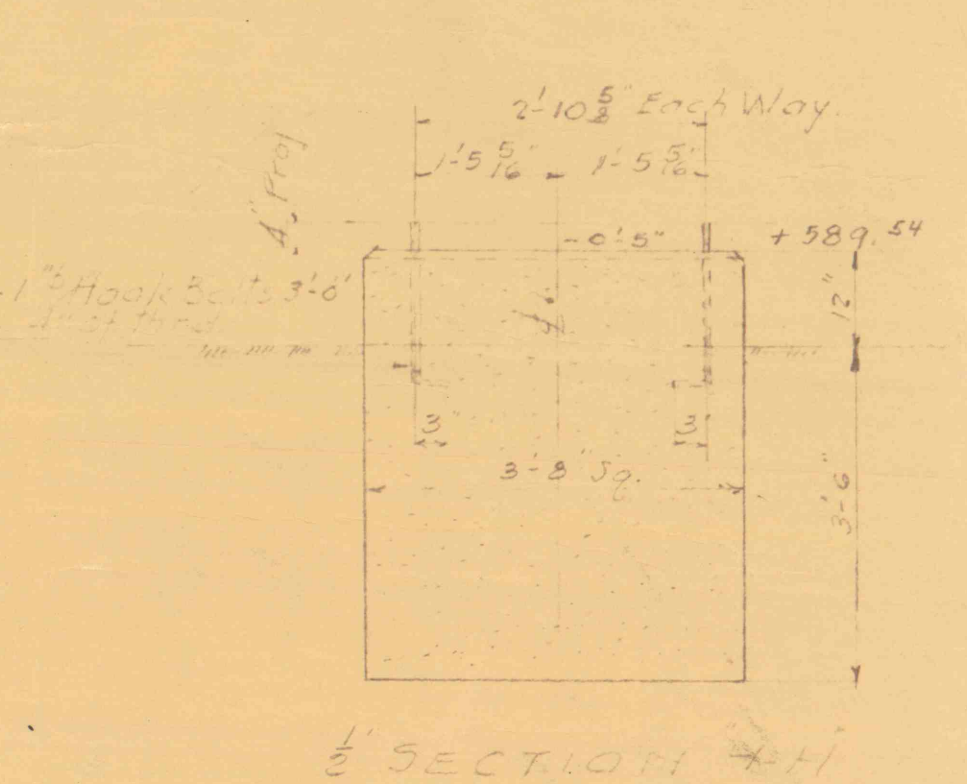 2'-10 5/8" Each Way.
1'-5 5/16" 1'-5 5/16"
4" Proj
-0'-5" +589.54
1"ø Hook Bolts 3'-6"
12"
3" 3"
3'-8" Sq.
3'-6"
1/2" SECTION